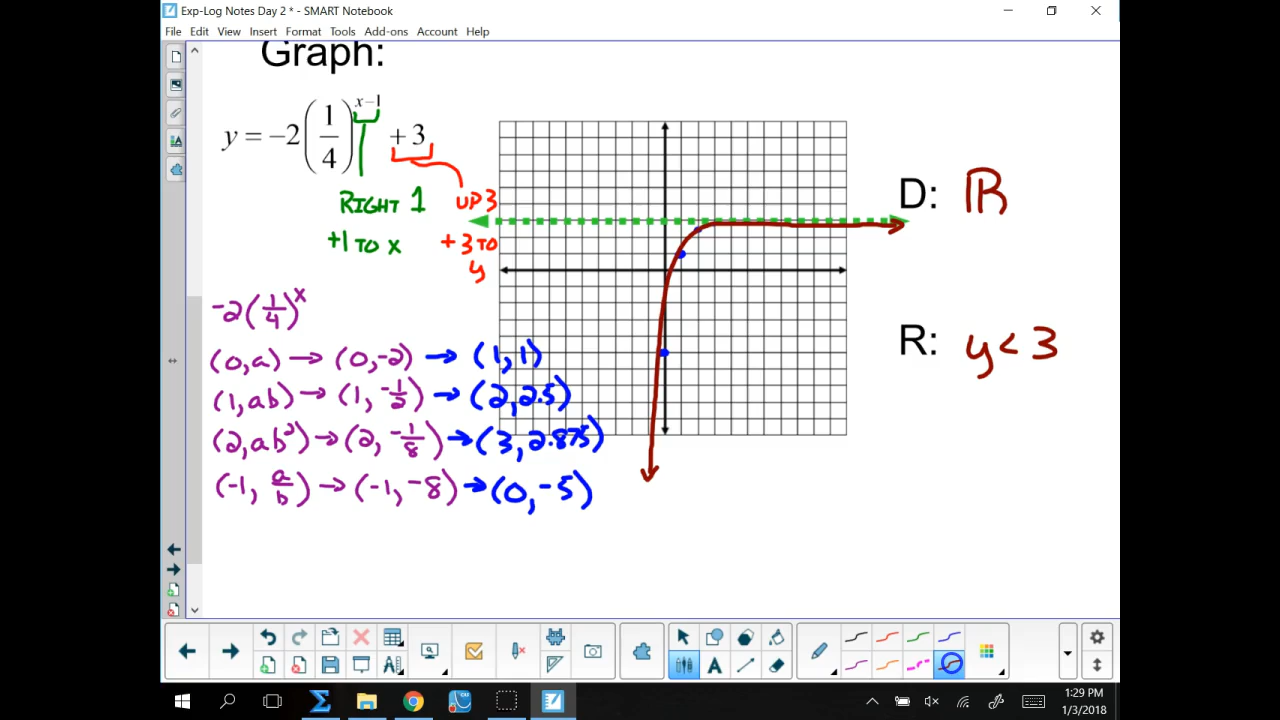 Exp-Log Notes Day 2 * - SMART Notebook
File Edit View Insert Format Tools Add-ons Account Help
Graph:
y = -2(1/4)^(x-1) + 3
RIGHT 1
+1 TO x
UP 3
+3 TO
y
D: ℝ
R: y < 3
-2(1/4)^x
(0, a) → (0, -2) → (1, 1)
(1, ab) → (1, -1/2) → (2, 2.5)
(2, ab²) → (2, -1/8) → (3, 2.875)
(-1, a/b) → (-1, -8) → (0, -5)
1:29 PM
1/3/2018